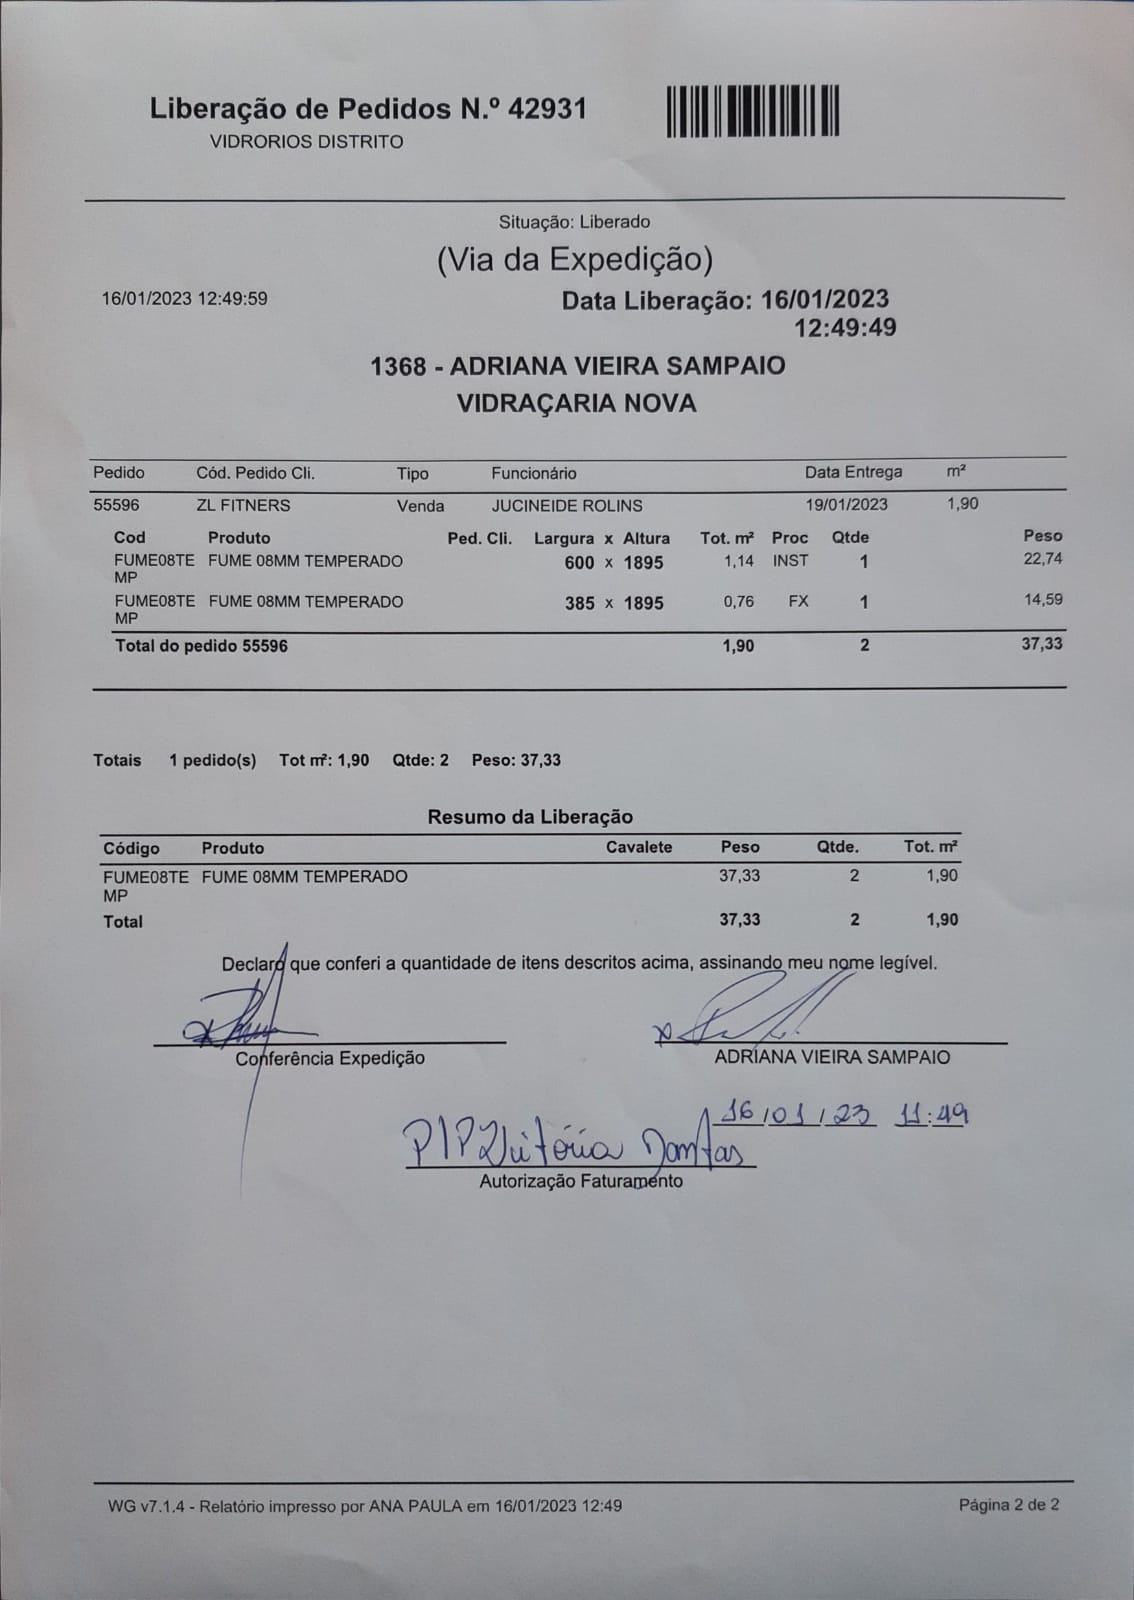 Liberação de Pedidos N.º 42931
VIDRORIOS DISTRITO
Situação: Liberado
(Via da Expedição)
16/01/2023 12:49:59 Data Liberação: 16/01/2023
12:49:49
1368 - ADRIANA VIEIRA SAMPAIO
VIDRAÇARIA NOVA
Pedido Cód. Pedido Cli. Tipo Funcionário Data Entrega m²
55596 ZL FITNERS Venda JUCINEIDE ROLINS 19/01/2023 1,90
Cod Produto Ped. Cli. Largura x Altura Tot. m² Proc Qtde Peso
FUME08TE FUME 08MM TEMPERADO 600 x 1895 1,14 INST 1 22,74
MP
FUME08TE FUME 08MM TEMPERADO 385 x 1895 0,76 FX 1 14,59
MP
Total do pedido 55596 1,90 2 37,33
Totais 1 pedido(s) Tot m²: 1,90 Qtde: 2 Peso: 37,33
Resumo da Liberação
Código Produto Cavalete Peso Qtde. Tot. m²
FUME08TE FUME 08MM TEMPERADO 37,33 2 1,90
MP
Total 37,33 2 1,90
Declaro que conferi a quantidade de itens descritos acima, assinando meu nome legível.
Conferência Expedição ADRIANA VIEIRA SAMPAIO
16/01/23 11:49
P/P Vitória Dantas
Autorização Faturamento
WG v7.1.4 - Relatório impresso por ANA PAULA em 16/01/2023 12:49 Página 2 de 2